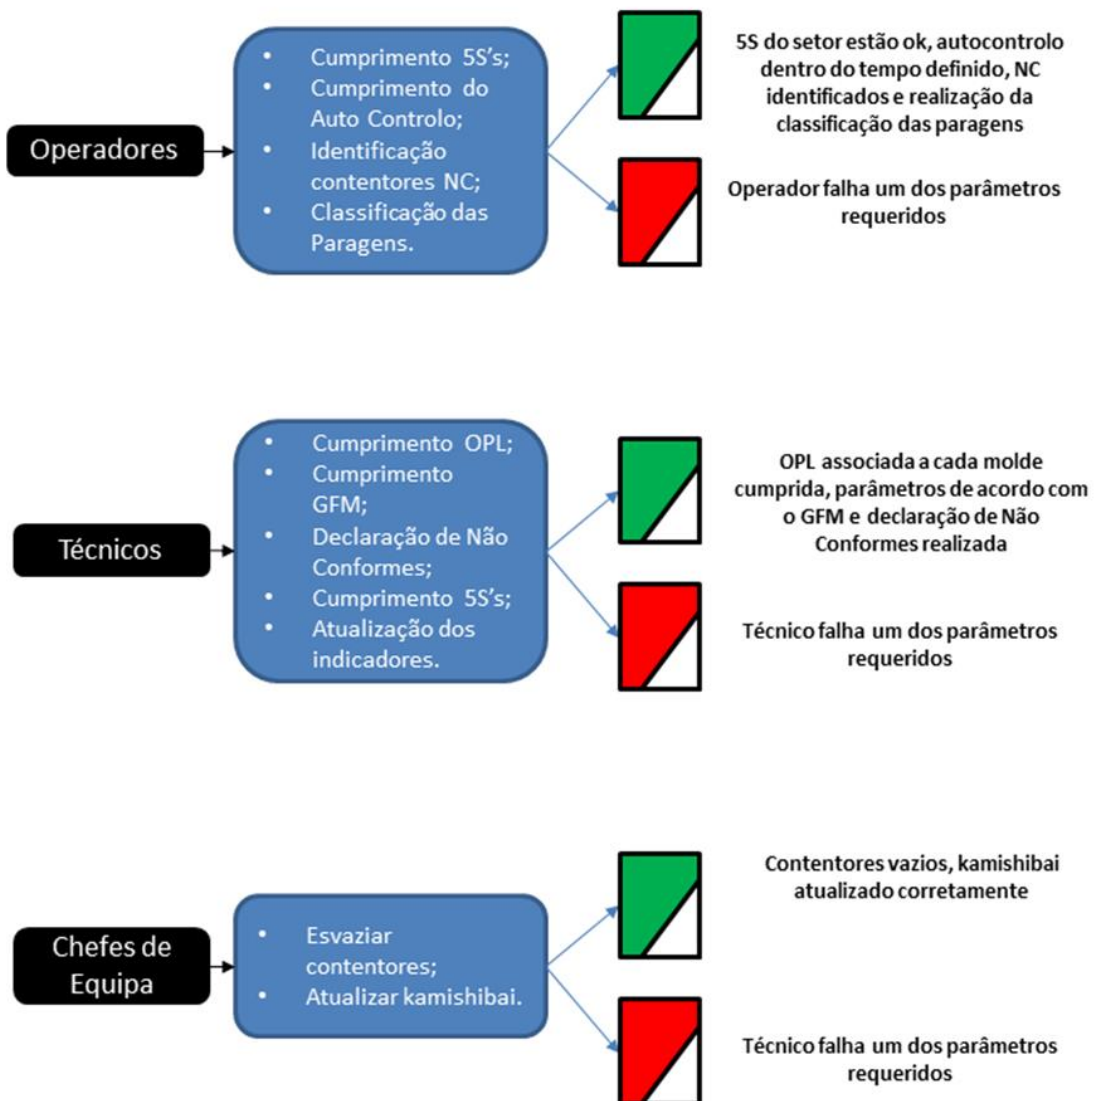 Operadores
• Cumprimento 5S's;
• Cumprimento do
Auto Controlo;
• Identificação
contentores NC;
• Classificação das
Paragens.
5S do setor estão ok, autocontrolo
dentro do tempo definido, NC
identificados e realização da
classificação das paragens
Operador falha um dos parâmetros
requeridos
Técnicos
• Cumprimento OPL;
• Cumprimento
GFM;
• Declaração de Não
Conformes;
• Cumprimento 5S's;
• Atualização dos
indicadores.
OPL associada a cada molde
cumprida, parâmetros de acordo com
o GFM e declaração de Não
Conformes realizada
Técnico falha um dos parâmetros
requeridos
Chefes de
Equipa
• Esvaziar
contentores;
• Atualizar kamishibai.
Contentores vazios, kamishibai
atualizado corretamente
Técnico falha um dos parâmetros
requeridos